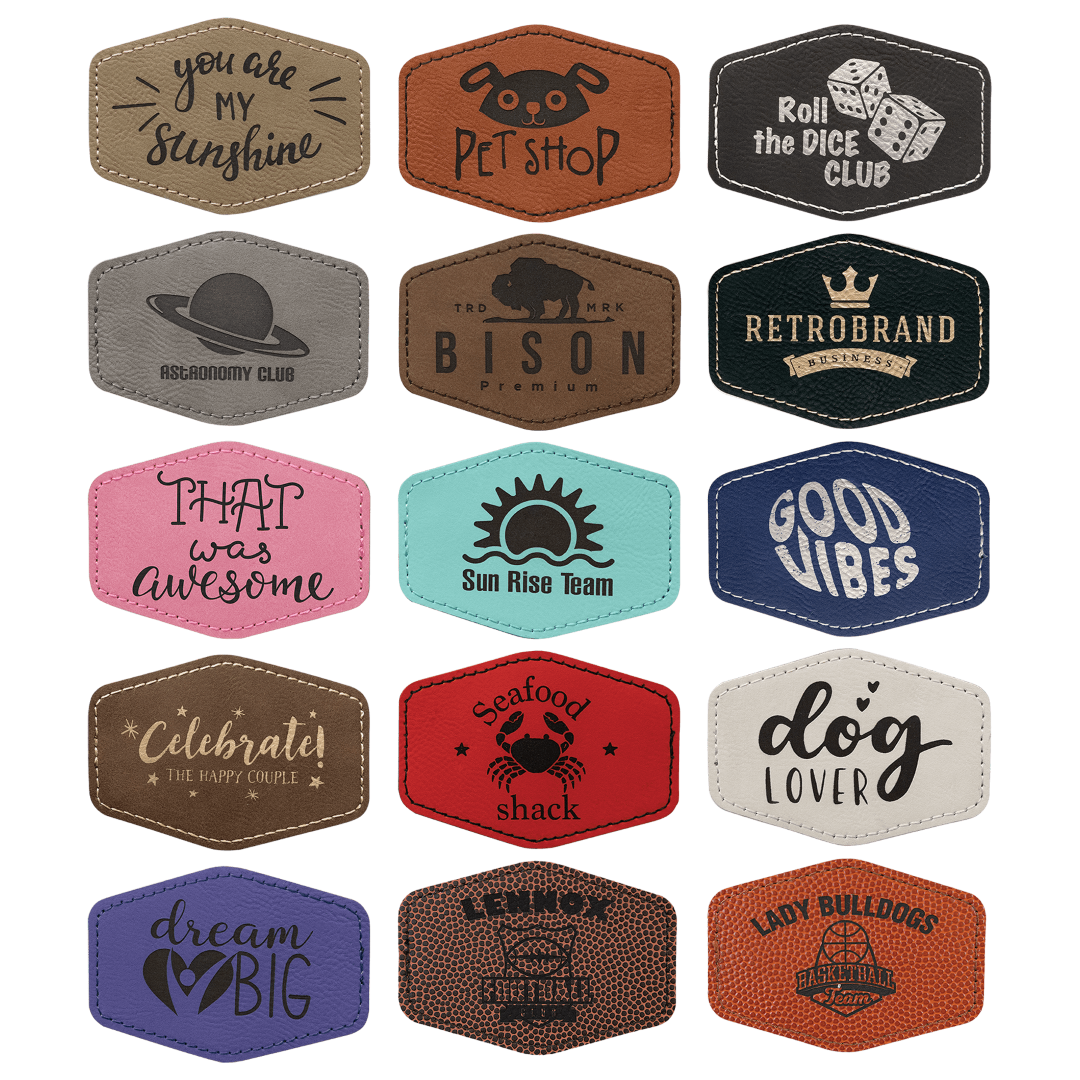 you are
MY
Sunshine
PET SHOP
Roll
the DICE
CLUB
ASTRONOMY CLUB
TRD MRK
BISON
Premium
RETROBRAND
BUSINESS
THAT
was
awesome
Sun Rise Team
GOOD
VIBES
Celebrate!
THE HAPPY COUPLE
Seafood
shack
dog
LOVER
dream
BIG
LENNOX
LADY BULLDOGS
BASKETBALL
Team